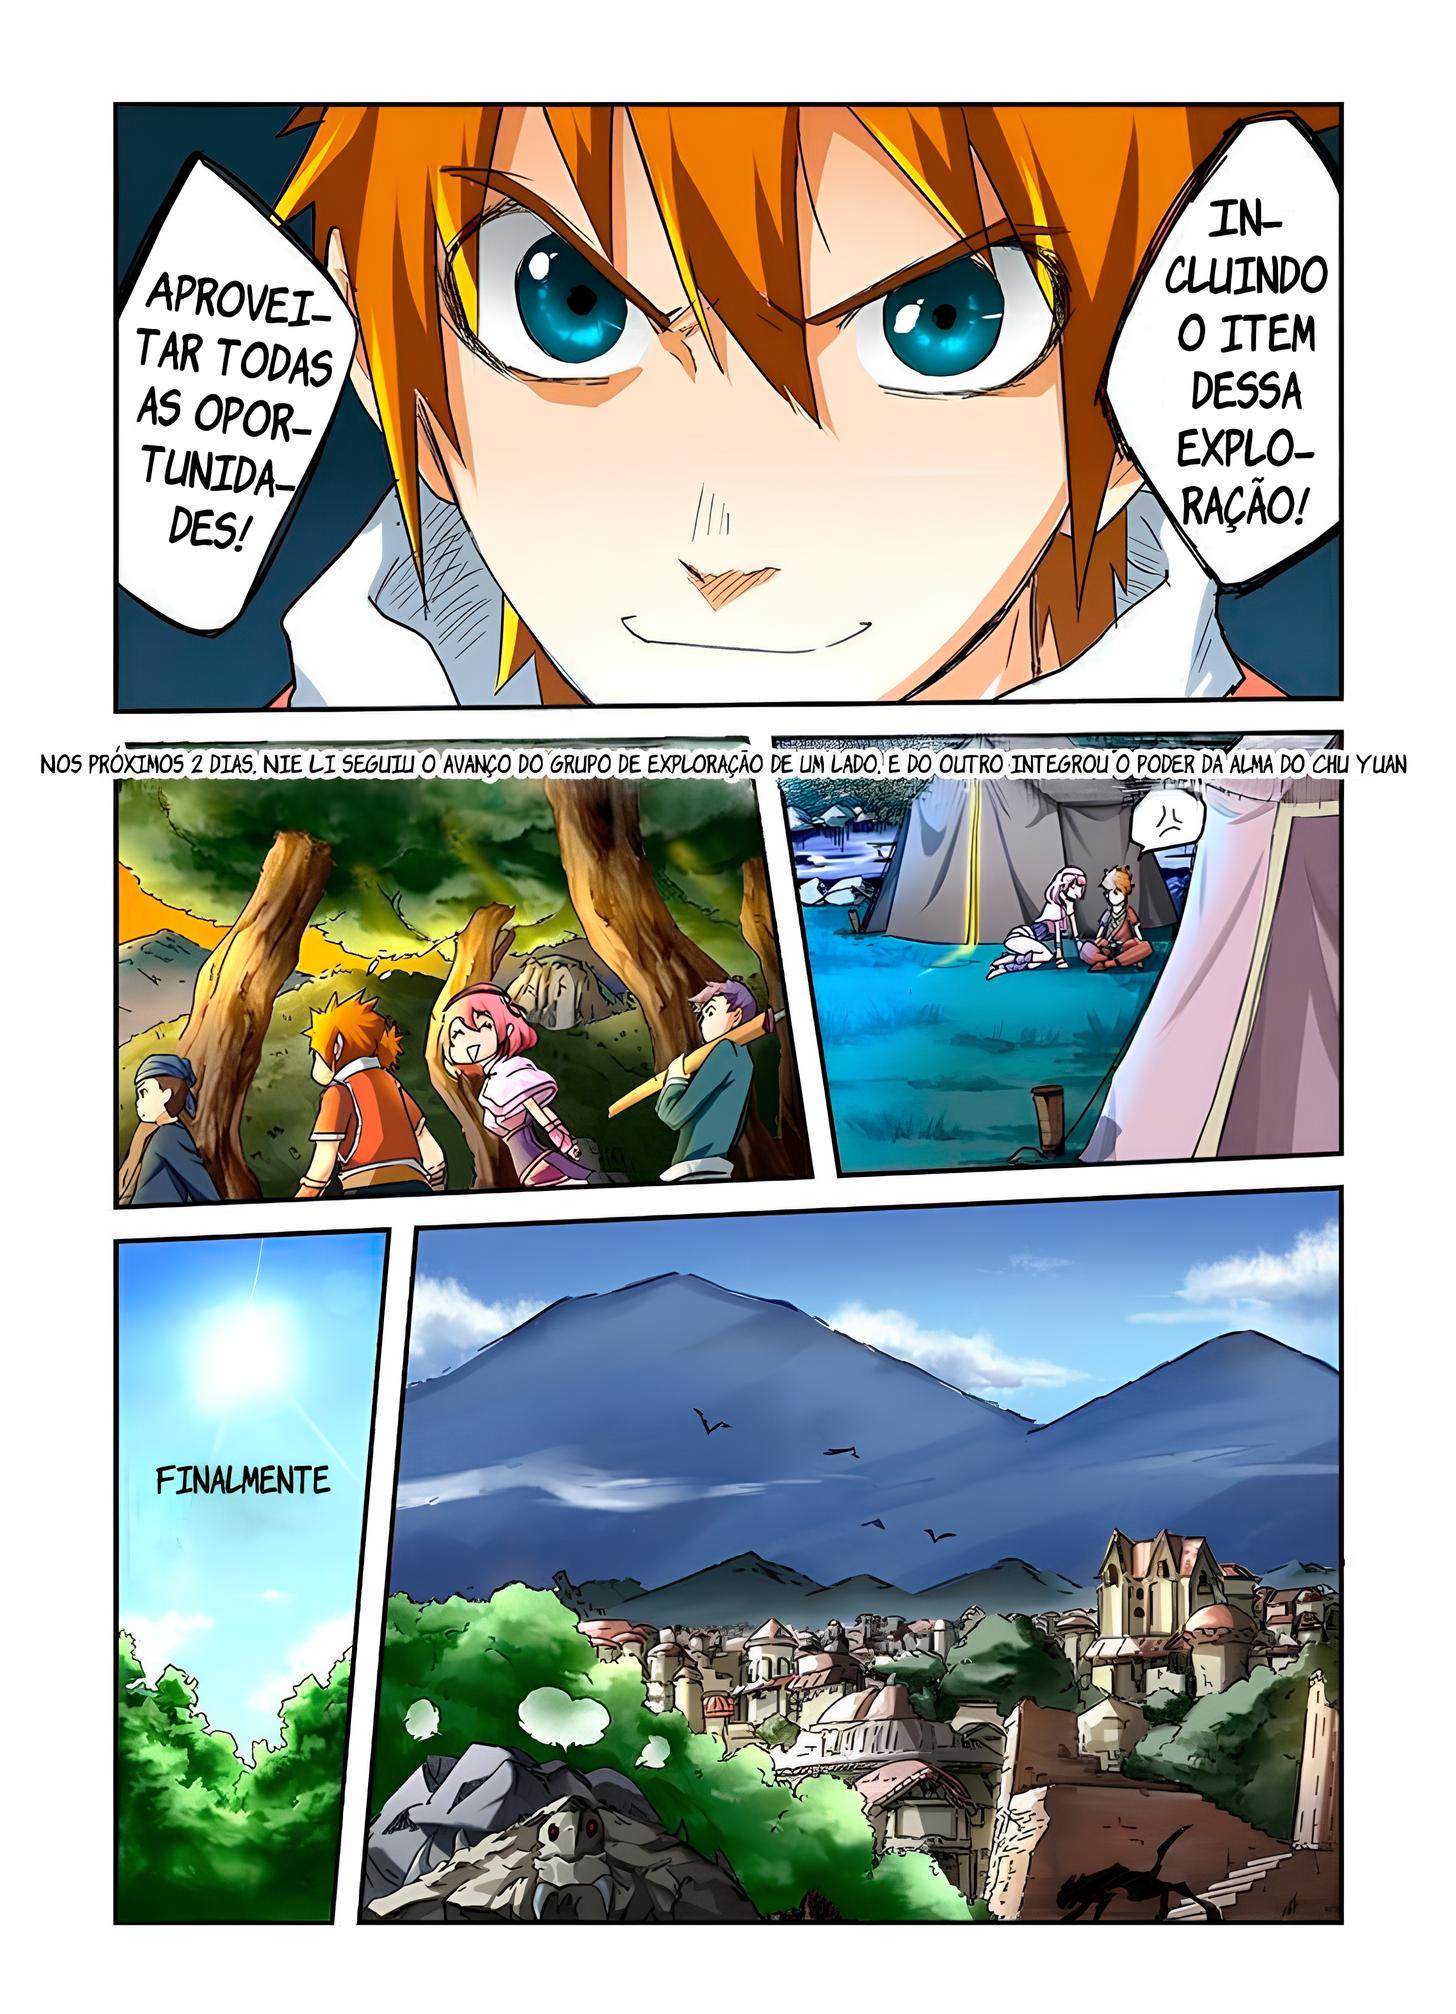 APROVEI-
TAR TODAS
AS OPOR-
TUNIDA-
DES!
IN-
CLUINDO
O ITEM
DESSA
EXPLO-
RAÇÃO!
NOS PRÓXIMOS 2 DIAS, NIE LI SEGUIU O AVANÇO DO GRUPO DE EXPLORAÇÃO DE UM LADO, E DO OUTRO INTEGROU O PODER DA ALMA DO CHU YUAN
FINALMENTE